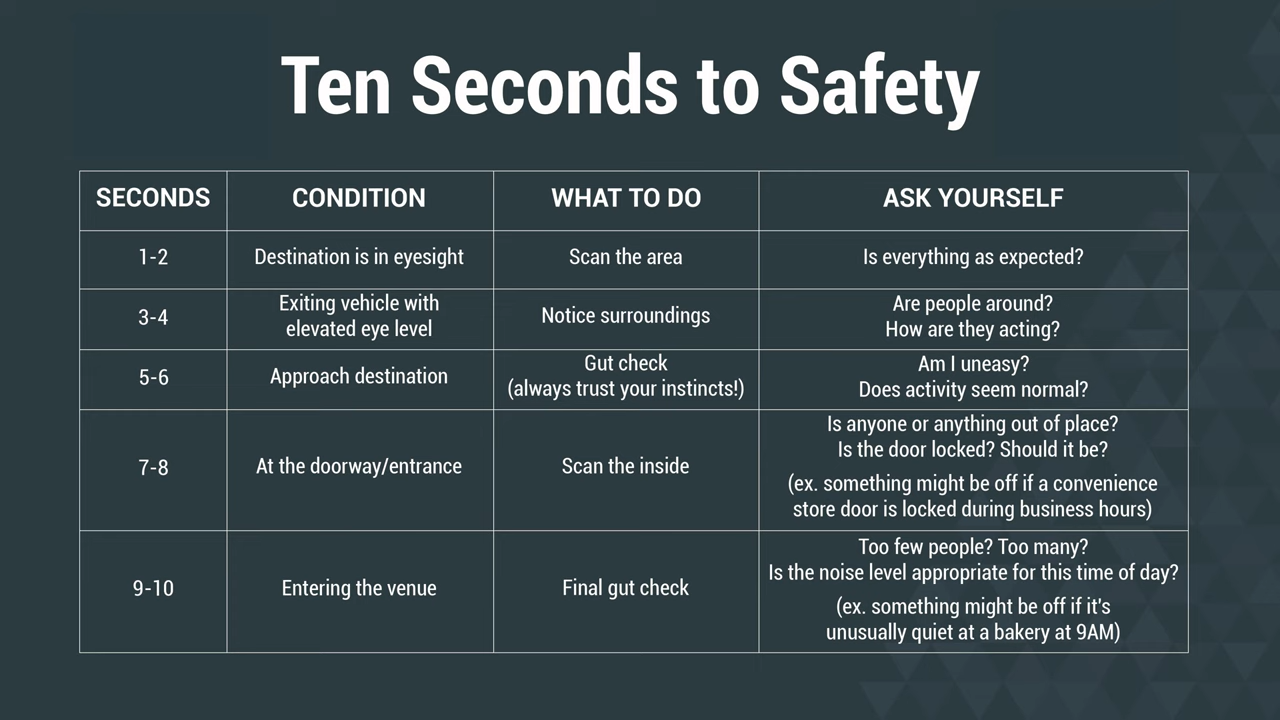 Ten Seconds to Safety
SECONDS CONDITION WHAT TO DO ASK YOURSELF
1-2 Destination is in eyesight Scan the area Is everything as expected?
3-4 Exiting vehicle with
elevated eye level Notice surroundings Are people around?
How are they acting?
5-6 Approach destination Gut check
(always trust your instincts!) Am I uneasy?
Does activity seem normal?
7-8 At the doorway/entrance Scan the inside Is anyone or anything out of place?
Is the door locked? Should it be?
(ex. something might be off if a convenience
store door is locked during business hours)
9-10 Entering the venue Final gut check Too few people? Too many?
Is the noise level appropriate for this time of day?
(ex. something might be off if it's
unusually quiet at a bakery at 9AM)